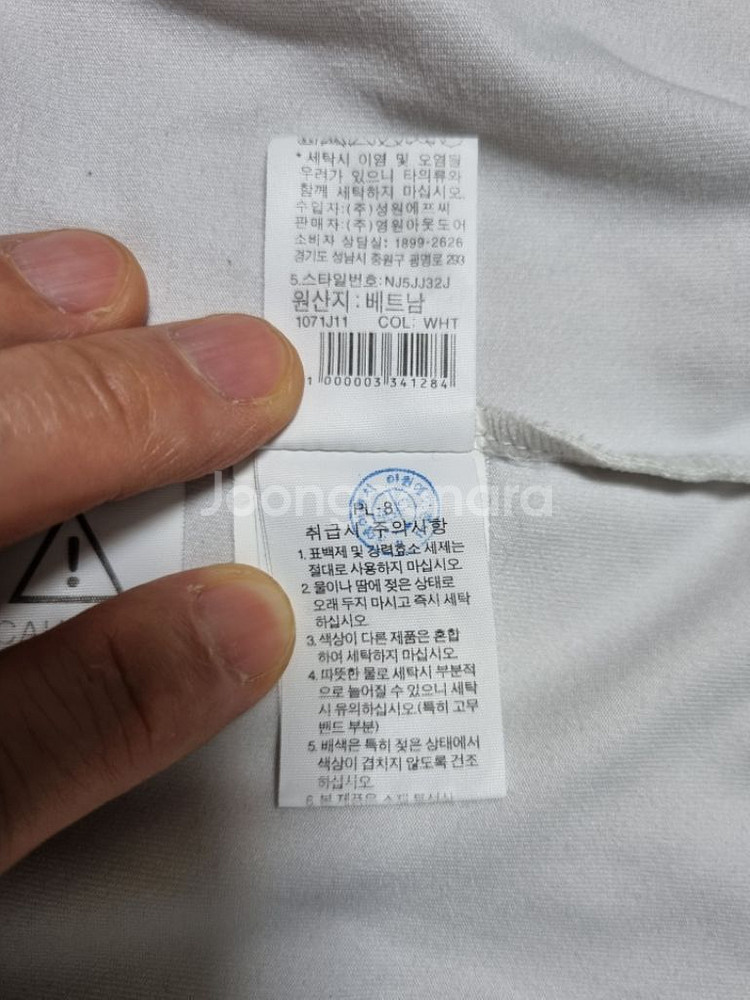 * 세탁시 이염 및 오염될
우려가 있으니 타의류와
함께 세탁하지 마십시오.
수입자:(주)성원에프씨
판매자:(주)영원아웃도어
소비자 상담실: 1899-2626
경기도 성남시 중원구 광명로 293
5.스타일번호:NJ5JJ32J
원산지 : 베트남
1071J11 COL: WHT
1 000003 341284
Joonggonara
PL-8
취급시 주의사항
1. 표백제 및 강력효소 세제는
절대로 사용하지 마십시오.
2. 물이나 땀에 젖은 상태로
오래 두지 마시고 즉시 세탁
하십시오.
3. 색상이 다른 제품은 혼합
하여 세탁하지 마십시오.
4. 따뜻한 물로 세탁시 부분적
으로 늘어질 수 있으니 세탁
시 유의하십시오.(특히 고무
밴드 부분)
5. 배색은 특히 젖은 상태에서
색상이 겹치지 않도록 건조
하십시오.
6. 본 제품은